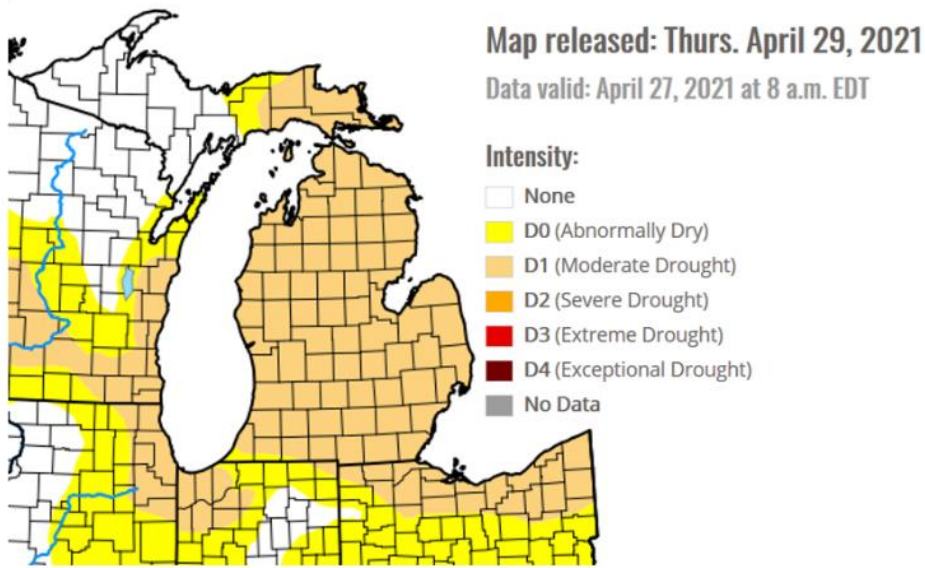 Map released: Thurs. April 29, 2021
Data valid: April 27, 2021 at 8 a.m. EDT
Intensity:
None
D0 (Abnormally Dry)
D1 (Moderate Drought)
D2 (Severe Drought)
D3 (Extreme Drought)
D4 (Exceptional Drought)
No Data